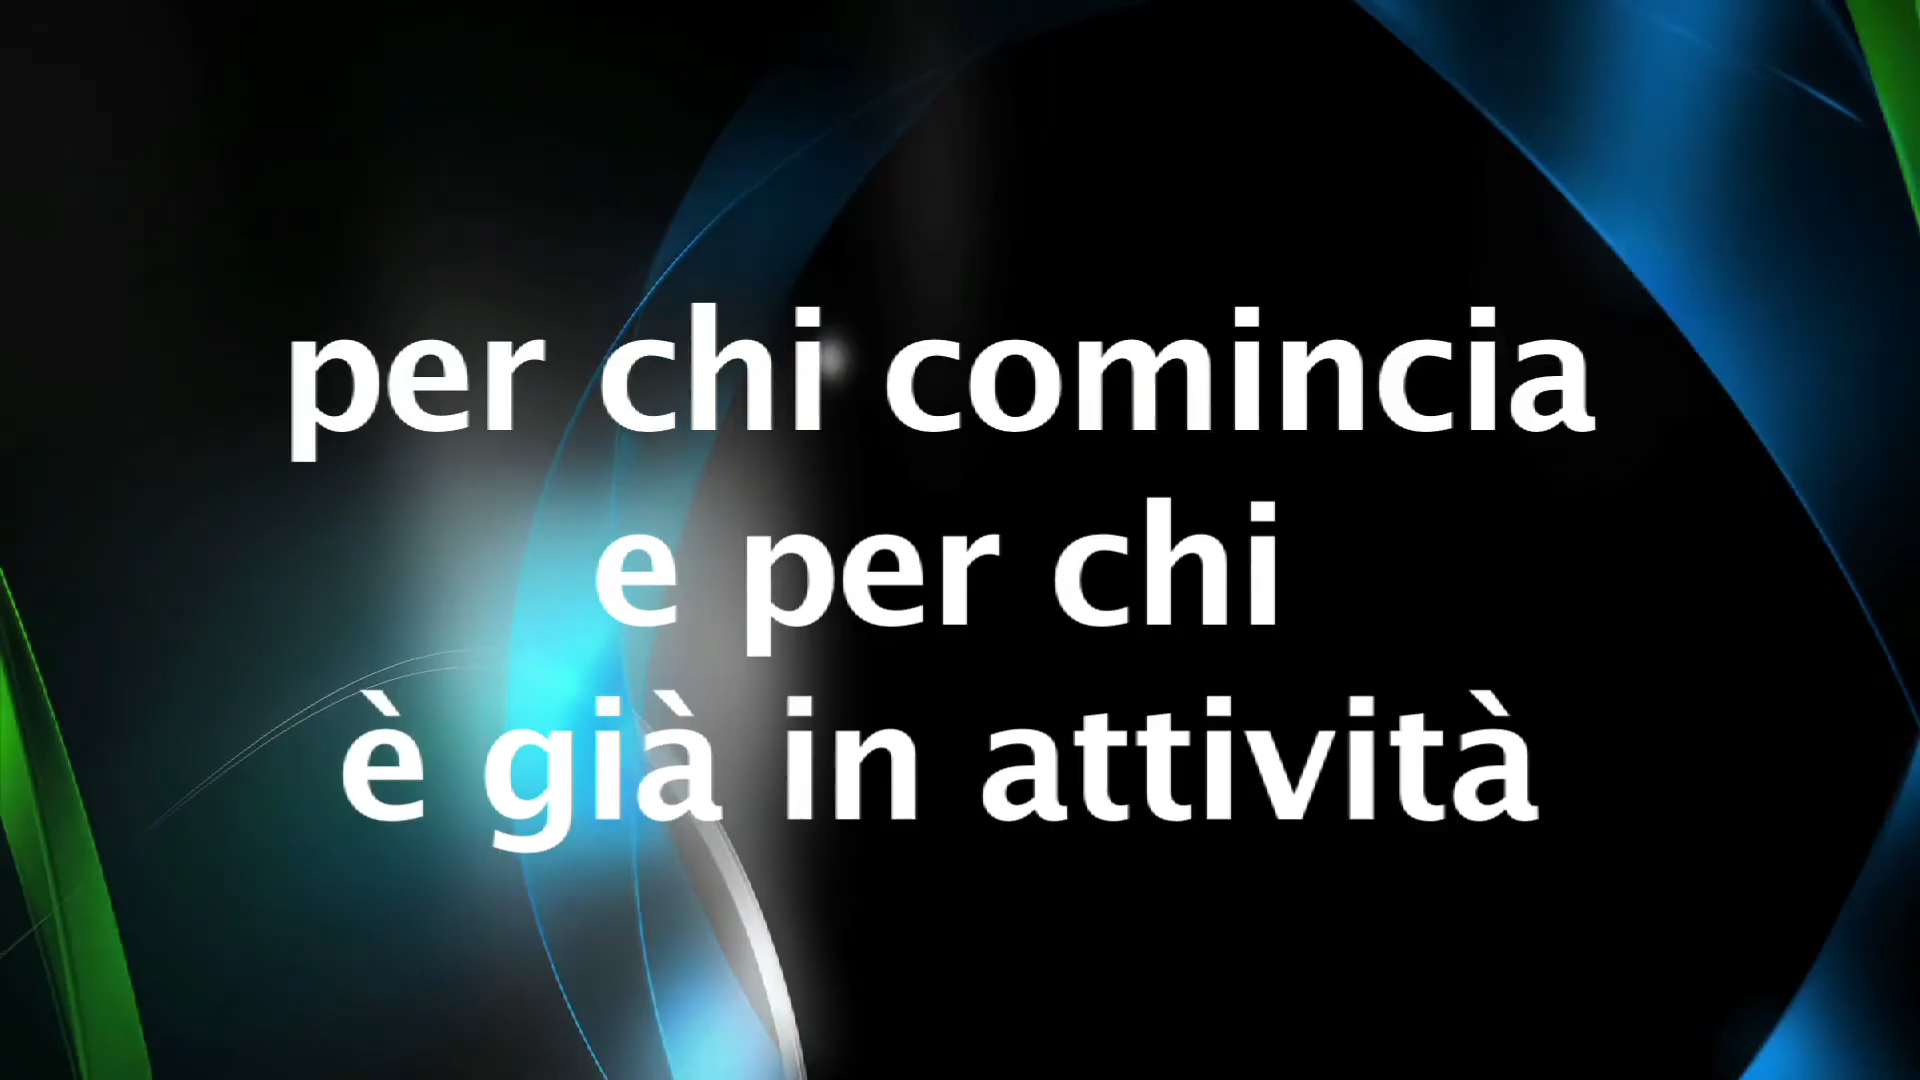 per chi comincia
e per chi
è già in attività